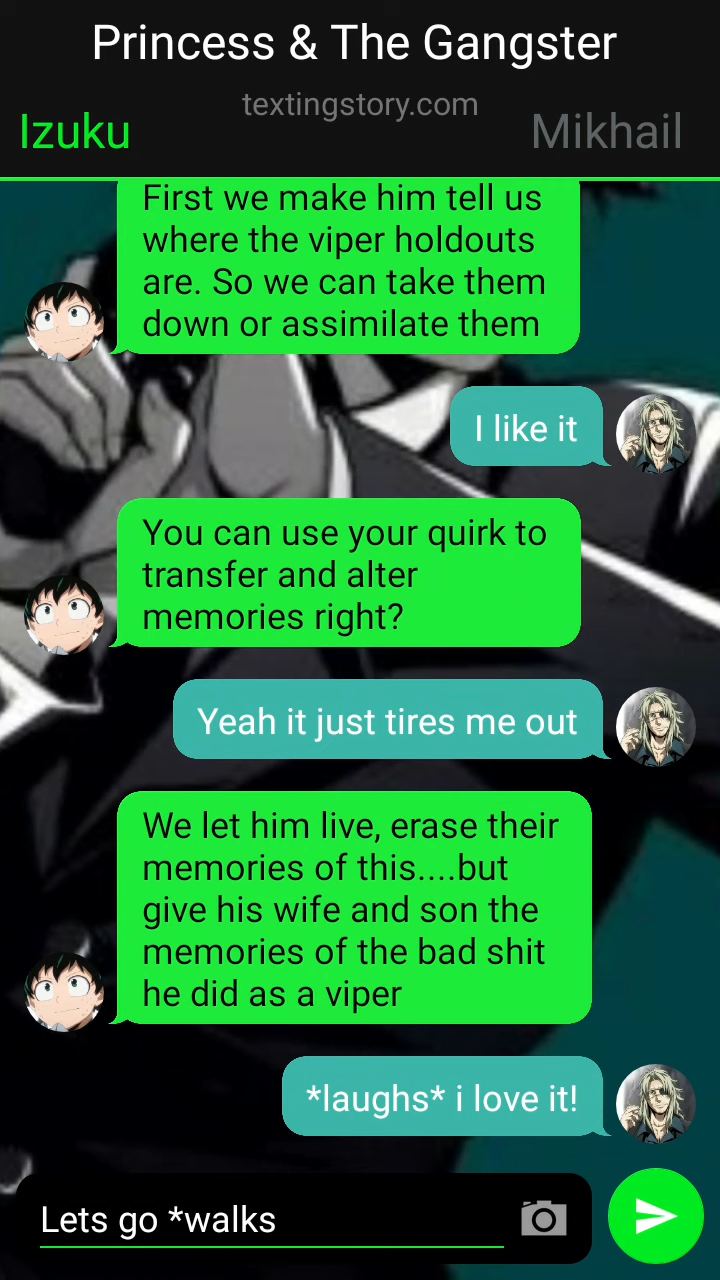 Princess & The Gangster
textingstory.com
Izuku
Mikhail
First we make him tell us
where the viper holdouts
are. So we can take them
down or assimilate them
I like it
You can use your quirk to
transfer and alter
memories right?
Yeah it just tires me out
We let him live, erase their
memories of this....but
give his wife and son the
memories of the bad shit
he did as a viper
*laughs* i love it!
Lets go *walks